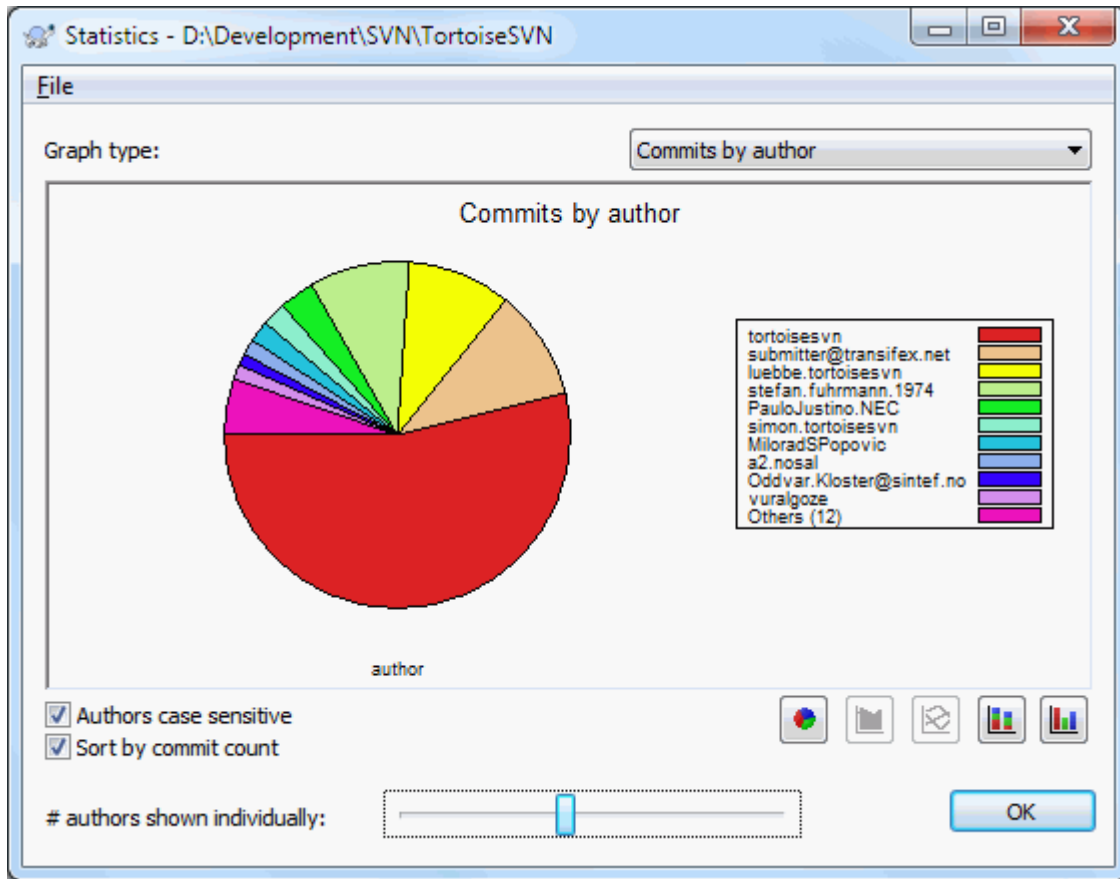 Statistics - D:\Development\SVN\TortoiseSVN
File
Graph type:
Commits by author
Commits by author
tortoisesvn
submitter@transifex.net
luebbe.tortoisesvn
stefan.fuhrmann.1974
PauloJustino.NEC
simon.tortoisesvn
MiloradSPopovic
a2.nosal
Oddvar.Kloster@sintef.no
vuralgoze
Others (12)
author
Authors case sensitive
Sort by commit count
# authors shown individually:
OK